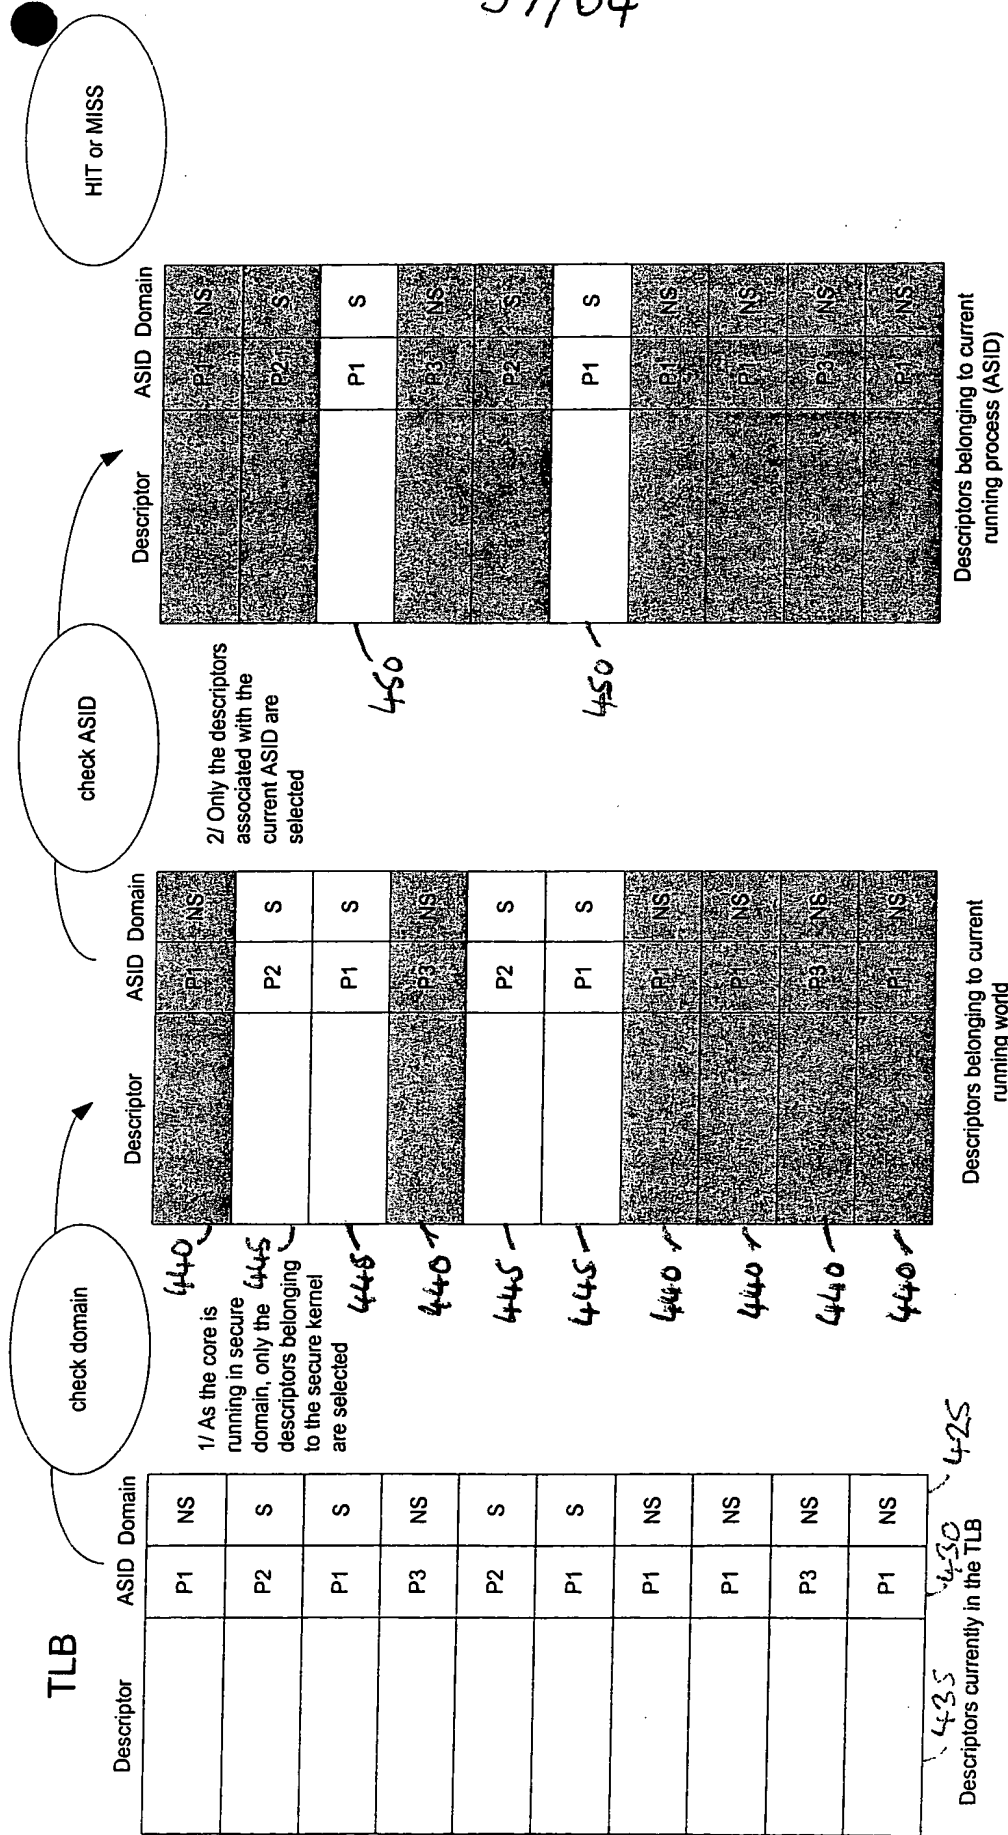 37/64
TLB
check domain
check ASID
HIT or MISS
Descriptor ASID Domain
P1 NS
P2 S
P1 S
P3 NS
P2 S
P1 S
P1 NS
P1 NS
P3 NS
P1 NS
435 430 425
Descriptors currently in the TLB
1/ As the core is
running in secure
domain, only the
descriptors belonging
to the secure kernel
are selected
Descriptor ASID Domain
440 P1 NS
445 P2 S
445 P1 S
440 P3 NS
445 P2 S
445 P1 S
440 P1 NS
440 P1 NS
440 P3 NS
440 P1 NS
Descriptors belonging to current
running world
2/ Only the descriptors
associated with the
current ASID are
selected
Descriptor ASID Domain
P1 NS
P2 S
450 P1 S
P3 NS
P2 S
450 P1 S
P1 NS
P1 NS
P3 NS
P1 NS
Descriptors belonging to current
running process (ASID)